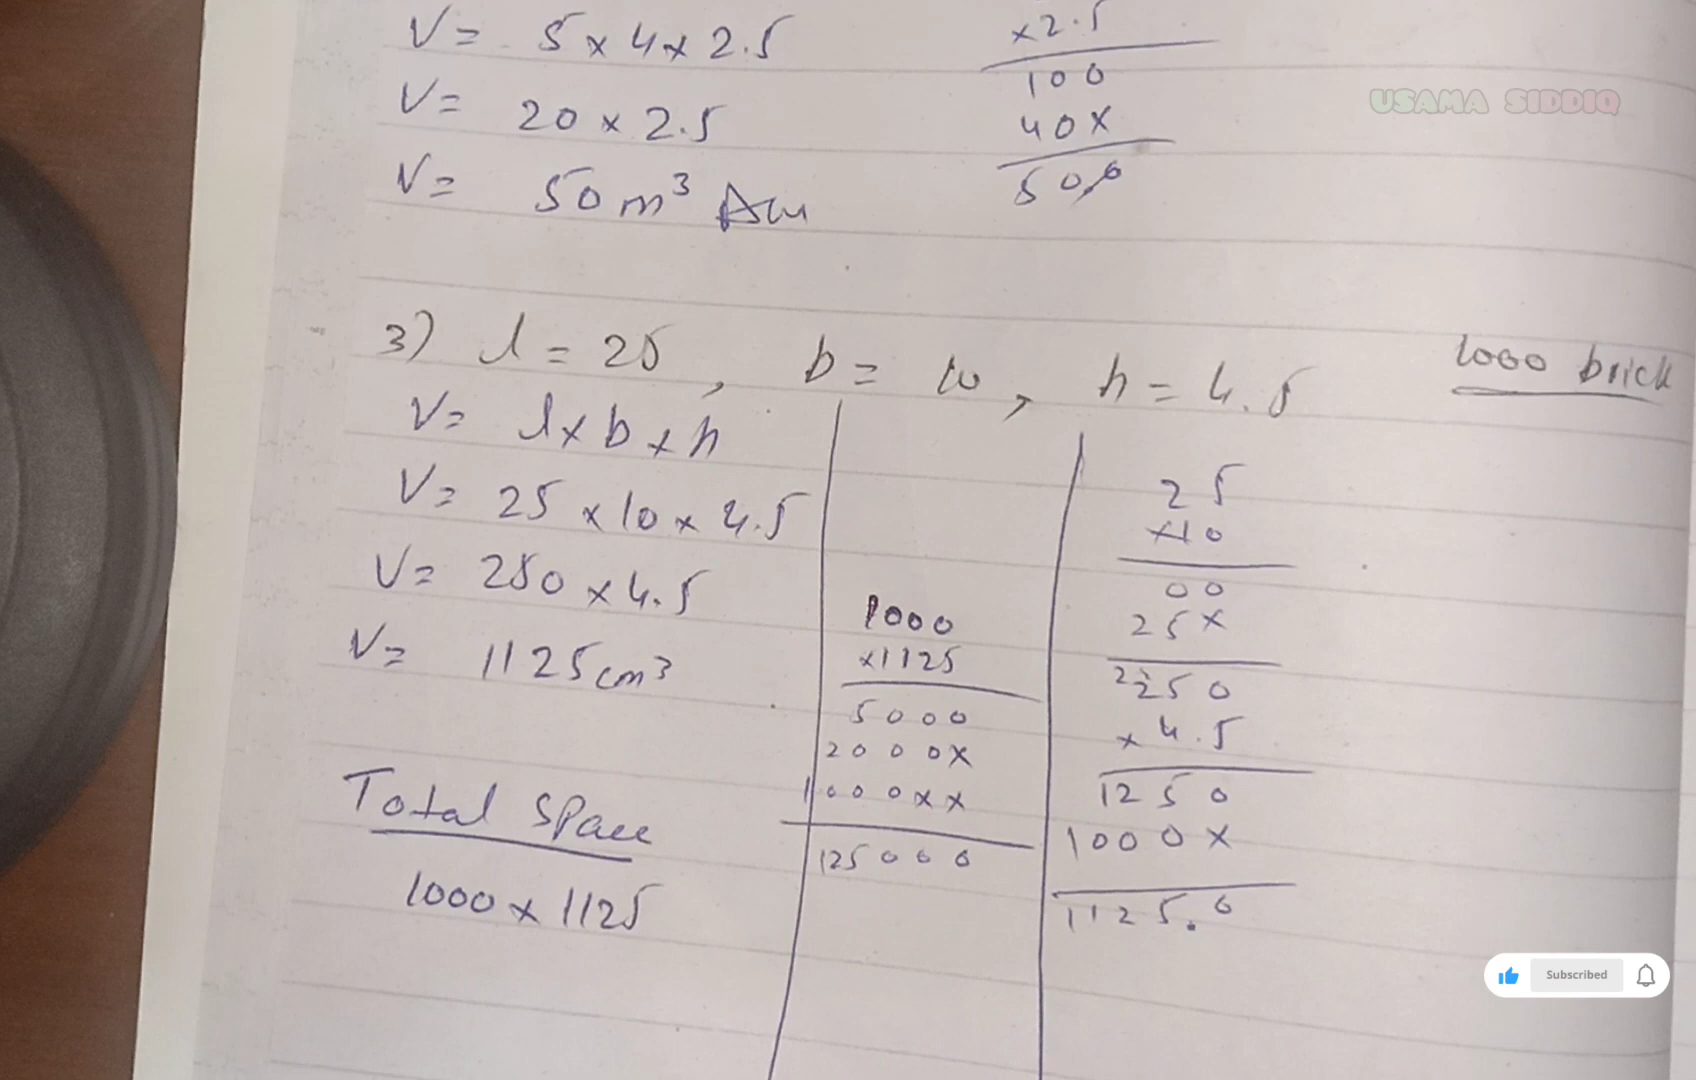 V= 5 x 4 x 2.5
V= 20 x 2.5
V= 50 m³ Ans
x2.5
100
40x
50.0
USAMA SIDDIQ
3) l = 25, b = 10, h = 4.5
1000 brick
V= l x b x h
V= 25 x 10 x 4.5
V= 250 x 4.5
V= 1125 cm³
Total Space
1000 x 1125
1000
x1125
5000
2000x
1000xx
125000
25
x10
00
25x
250
x 4.5
1250
1000x
1125.0
Subscribed